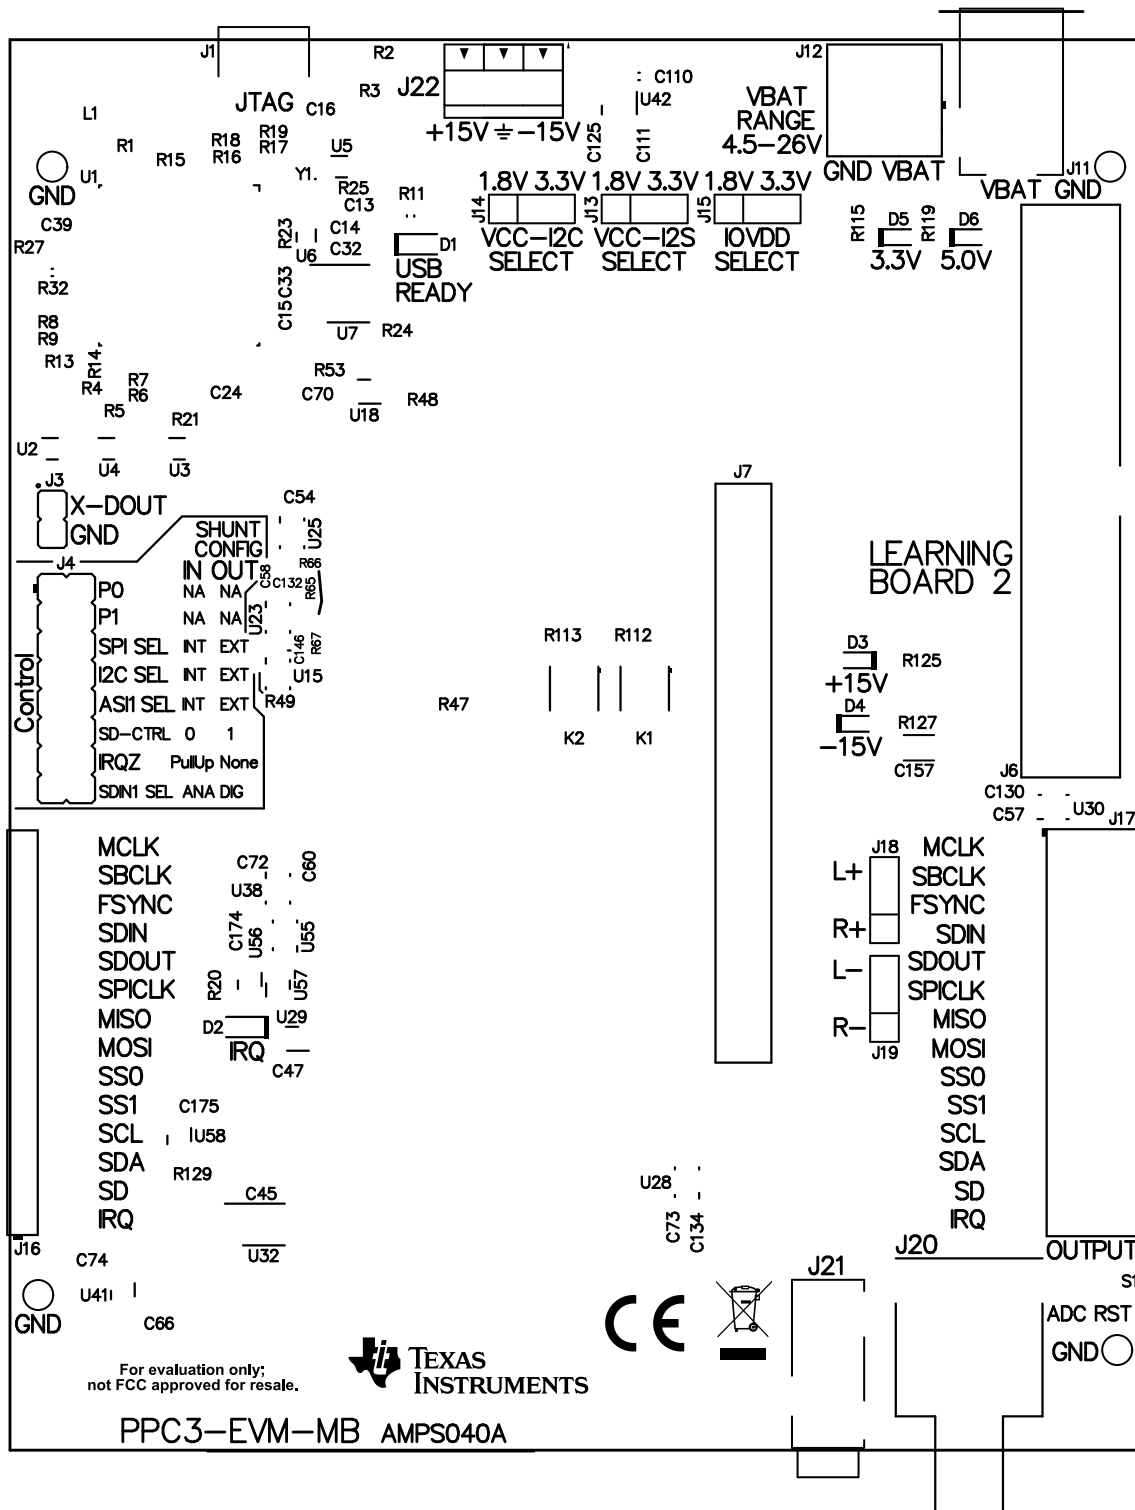 J1
R2
J12
R3
J22
C110
U42
L1
JTAG
C16
VBAT
RANGE
4.5-26V
+15V -15V
C125
C111
R1
R18
R19
R16
R17
U5
R15
GND VBAT
J11
U1
Y1
GND
R25
R11
1.8V 3.3V
1.8V 3.3V
1.8V 3.3V
VBAT GND
C39
C13
J14
J13
J15
R115
D5
R119
D6
R27
R23
C14
U6
C32
D1
VCC-I2C
SELECT
VCC-I2S
SELECT
IOVDD
SELECT
3.3V
5.0V
USB
READY
R32
C33
C15
R8
R9
U7
R24
R13
R14
R53
R4
R7
R6
C24
C70
R48
R5
R21
U18
U2
U4
U3
J3
J7
X-DOUT
GND
C54
SHUNT
CONFIG
U25
LEARNING
BOARD 2
J4
IN OUT
C58
R66
C132
R65
P0 NA NA
P1 NA NA
U23
SPI SEL INT EXT
C146
R67
I2C SEL INT EXT
U15
ASI1 SEL INT EXT
R49
SD-CTRL 0 1
IRQZ PullUp None
SDIN1 SEL ANA DIG
Control
R113
R112
D3
R125
+15V
R47
D4
R127
K2
K1
-15V
C157
J6
C130
C57
U30
J17
MCLK
SBCLK
FSYNC
SDIN
SDOUT
SPICLK
MISO
MOSI
SS0
SS1
SCL
SDA
SD
IRQ
J16
C72
C60
U38
C174
U56
U55
R20
U57
D2
U29
IRQ
C47
C175
U58
R129
C45
U32
U28
C73
C134
J18
L+
R+
L-
R-
J19
MCLK
SBCLK
FSYNC
SDIN
SDOUT
SPICLK
MISO
MOSI
SS0
SS1
SCL
SDA
SD
IRQ
J20
OUTPUT
C74
U41
J21
S1
GND
C66
ADC RST
GND
CE
For evaluation only;
not FCC approved for resale.
TEXAS
INSTRUMENTS
PPC3-EVM-MB AMPS040A